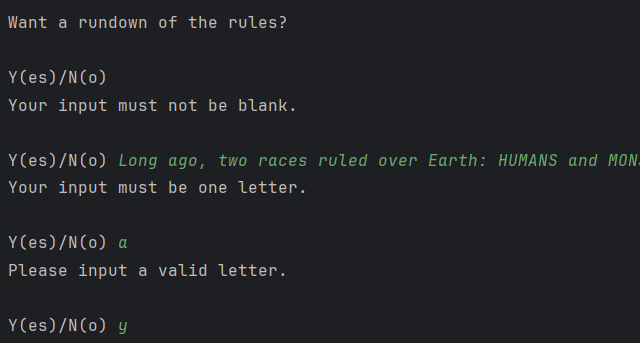 Want a rundown of the rules?
Y(es)/N(o)
Your input must not be blank.
Y(es)/N(o) Long ago, two races ruled over Earth: HUMANS and MON
Your input must be one letter.
Y(es)/N(o) a
Please input a valid letter.
Y(es)/N(o) y